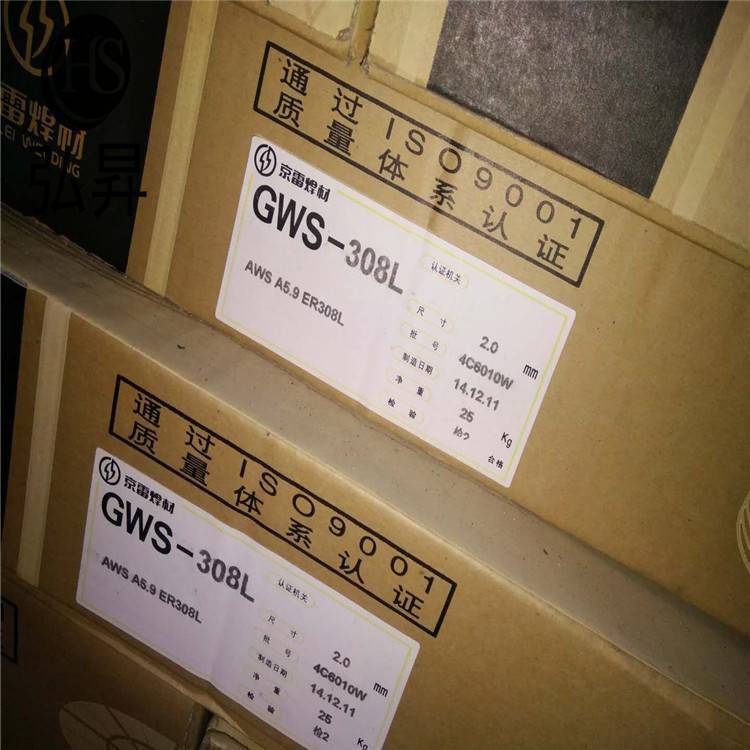 HS
弘昇
雷焊材
LEI WELDING
通过ISO9001
质量体系认证
京雷焊材
GWS-308L
AWS A5.9 ER308L
认证机关
尺寸 2.0 mm
批号 4C6010W
制造日期 14.12.11
净重 25 Kg
检验 检2 合格
通过ISO9001
质量体系认证
京雷焊材
GWS-308L
AWS A5.9 ER308L
认证机关
尺寸 2.0 mm
批号 4C6010W
制造日期 14.12.11
净重 25 Kg
检验 检2